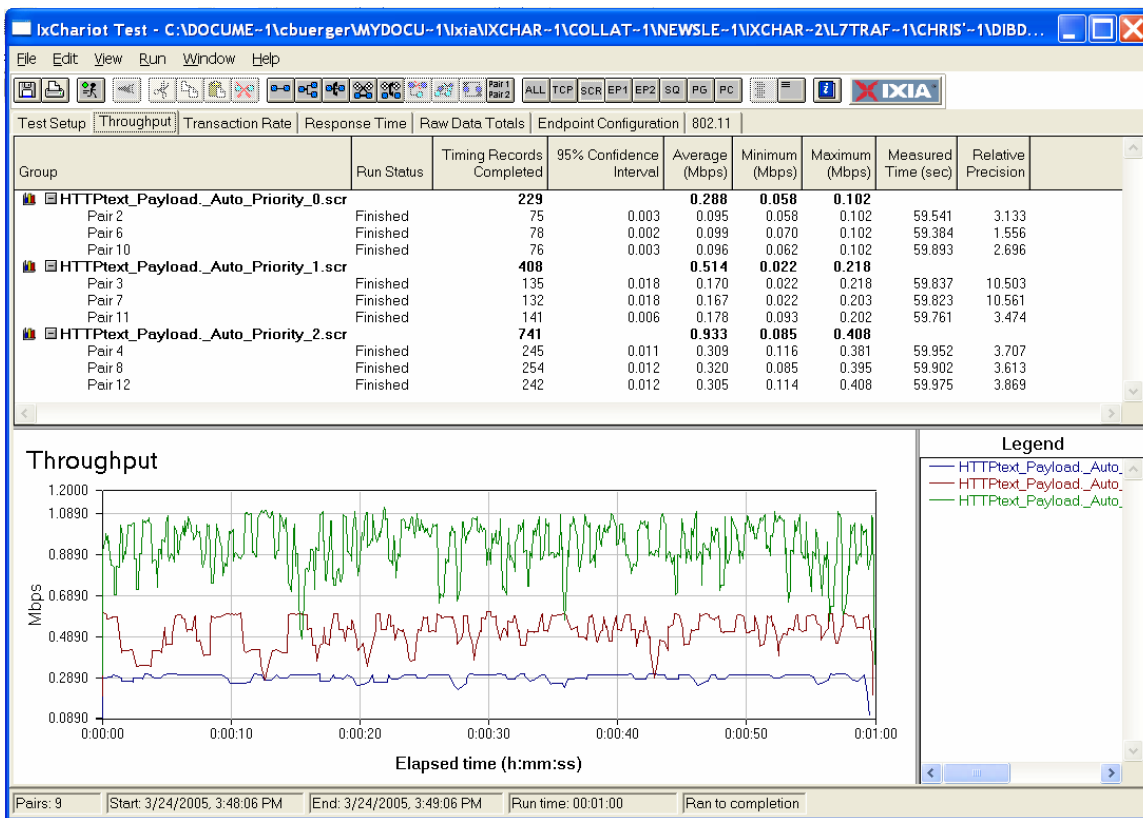 IxChariot Test - C:\DOCUME~1\cbuerger\MYDOCU~1\Ixia\IXCHAR~1\COLLAT~1\NEWSLE~1\IXCHAR~2\L7TRAF~1\CHRIS'~1\DIBD...
File Edit View Run Window Help
Pair 1 Pair 2 ALL TCP SCR EP1 EP2 SQ PG PC i IXIA
Test Setup Throughput Transaction Rate Response Time Raw Data Totals Endpoint Configuration 802.11
Group Run Status Timing Records Completed 95% Confidence Interval Average (Mbps) Minimum (Mbps) Maximum (Mbps) Measured Time (sec) Relative Precision
HTTPtext_Payload._Auto_Priority_0.scr 229 0.288 0.058 0.102
Pair 2 Finished 75 0.003 0.095 0.058 0.102 59.541 3.133
Pair 6 Finished 78 0.002 0.099 0.070 0.102 59.384 1.556
Pair 10 Finished 76 0.003 0.096 0.062 0.102 59.893 2.696
HTTPtext_Payload._Auto_Priority_1.scr 408 0.514 0.022 0.218
Pair 3 Finished 135 0.018 0.170 0.022 0.218 59.837 10.503
Pair 7 Finished 132 0.018 0.167 0.022 0.203 59.823 10.561
Pair 11 Finished 141 0.006 0.178 0.093 0.202 59.761 3.474
HTTPtext_Payload._Auto_Priority_2.scr 741 0.933 0.085 0.408
Pair 4 Finished 245 0.011 0.309 0.116 0.381 59.952 3.707
Pair 8 Finished 254 0.012 0.320 0.085 0.395 59.902 3.613
Pair 12 Finished 242 0.012 0.305 0.114 0.408 59.975 3.869
Throughput
1.2000
1.0890
0.8890
0.6890
0.4890
0.2890
0.0890
Mbps
0:00:00 0:00:10 0:00:20 0:00:30 0:00:40 0:00:50 0:01:00
Elapsed time (h:mm:ss)
Legend
HTTPtext_Payload._Auto_
HTTPtext_Payload._Auto_
HTTPtext_Payload._Auto_
Pairs: 9 Start: 3/24/2005, 3:48:06 PM End: 3/24/2005, 3:49:06 PM Run time: 00:01:00 Ran to completion